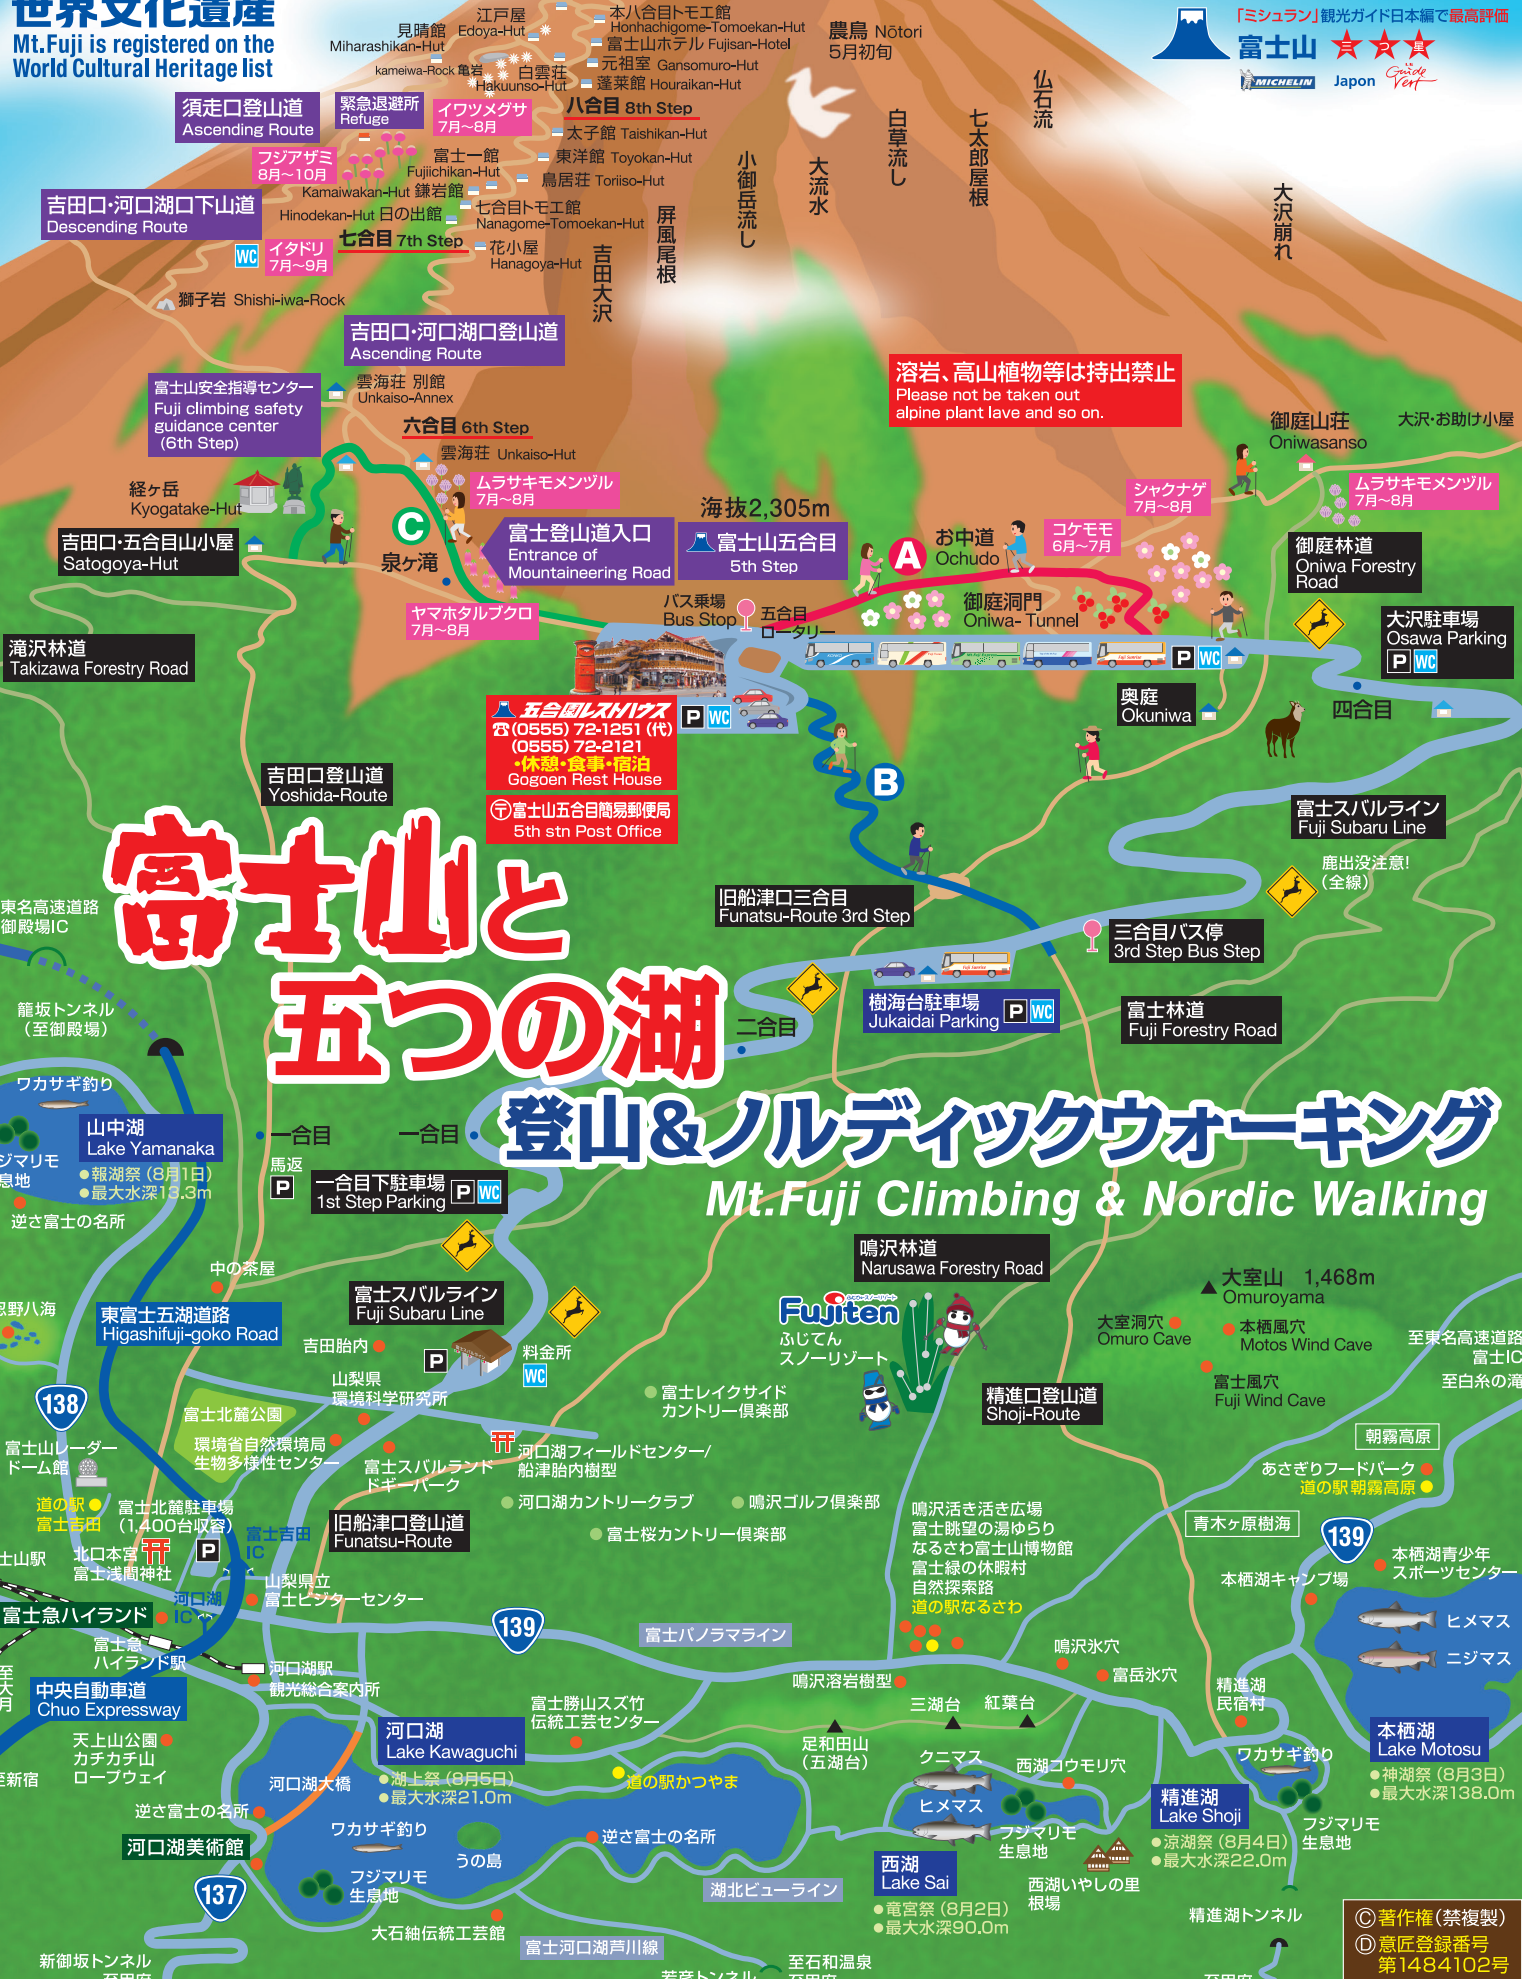 世界文化遺産
Mt.Fuji is registered on the
World Cultural Heritage list
「ミシュラン」観光ガイド日本編で最高評価
富士山
三つ星
MICHELIN
Japon
Guide
Vert
江戸屋
Edoya-Hut
見晴館
Miharashikan-Hut
kameiwa-Rock 亀岩
白雲荘
Hakuunso-Hut
本八合目トモエ館
Honhachigome-Tomoekan-Hut
富士山ホテル Fujisan-Hotel
元祖室 Gansomuro-Hut
蓬莱館 Houraikan-Hut
八合目 8th Step
太子館 Taishikan-Hut
東洋館 Toyokan-Hut
鳥居荘 Toriiso-Hut
農鳥 Nōtori
5月初旬
須走口登山道
Ascending Route
緊急退避所
Refuge
イワツメグサ
7月〜8月
フジアザミ
8月〜10月
富士一館
Fujiichikan-Hut
Kamaiwakan-Hut 鎌岩館
Hinodekan-Hut 日の出館
七合目トモエ館
Nanagome-Tomoekan-Hut
七合目 7th Step
花小屋
Hanagoya-Hut
吉田口・河口湖口下山道
Descending Route
WC
イタドリ
7月〜9月
獅子岩 Shishi-iwa-Rock
吉田大沢
屏風尾根
小御岳流し
大流水
白草流し
七太郎屋根
仏石流
大沢崩れ
吉田口・河口湖口登山道
Ascending Route
富士山安全指導センター
Fuji climbing safety
guidance center
(6th Step)
雲海荘 別館
Unkaiso-Annex
六合目 6th Step
雲海荘 Unkaiso-Hut
ムラサキモメンヅル
7月〜8月
溶岩、高山植物等は持出禁止
Please not be taken out
alpine plant lave and so on.
御庭山荘
Oniwasanso
大沢・お助け小屋
ムラサキモメンヅル
7月〜8月
シャクナゲ
7月〜8月
コケモモ
6月〜7月
経ヶ岳
Kyogatake-Hut
吉田口・五合目山小屋
Satogoya-Hut
C
泉ヶ滝
富士登山道入口
Entrance of
Mountaineering Road
海抜2,305m
富士山五合目
5th Step
A
お中道
Ochudo
御庭林道
Oniwa Forestry
Road
ヤマホタルブクロ
7月〜8月
バス乗場
Bus Stop
五合目
ロータリー
御庭洞門
Oniwa- Tunnel
P
WC
大沢駐車場
Osawa Parking
P WC
滝沢林道
Takizawa Forestry Road
五合園レストハウス
☎(0555) 72-1251 (代)
(0555) 72-2121
・休憩・食事・宿泊
Gogoen Rest House
P WC
〒富士山五合目簡易郵便局
5th stn Post Office
奥庭
Okuniwa
四合目
B
吉田口登山道
Yoshida-Route
富士スバルライン
Fuji Subaru Line
鹿出没注意!
(全線)
富士山と
五つの湖
登山&ノルディックウォーキング
Mt.Fuji Climbing & Nordic Walking
東名高速道路
御殿場IC
籠坂トンネル
(至御殿場)
旧船津口三合目
Funatsu-Route 3rd Step
三合目バス停
3rd Step Bus Step
樹海台駐車場
Jukaidai Parking
P WC
富士林道
Fuji Forestry Road
二合目
ワカサギ釣り
山中湖
Lake Yamanaka
●報湖祭 (8月1日)
●最大水深13.3m
ジマリモ
息地
逆さ富士の名所
一合目
一合目
馬返
P
一合目下駐車場
1st Step Parking
P WC
中の茶屋
忍野八海
東富士五湖道路
Higashifuji-goko Road
富士スバルライン
Fuji Subaru Line
鳴沢林道
Narusawa Forestry Road
大室山 1,468m
Omuroyama
Fujiten
ふじてん
スノーリゾート
大室洞穴
Omuro Cave
本栖風穴
Motos Wind Cave
富士風穴
Fuji Wind Cave
至東名高速道路
富士IC
至白糸の滝
吉田胎内
P
料金所
WC
山梨県
環境科学研究所
精進口登山道
Shoji-Route
138
富士北麓公園
富士レイクサイド
カントリー倶楽部
朝霧高原
あさぎりフードパーク
道の駅 朝霧高原
富士山レーダー
ドーム館
環境省自然環境局
生物多様性センター
富士スバルランド
ドギーパーク
河口湖フィールドセンター/
船津胎内樹型
河口湖カントリークラブ
鳴沢ゴルフ倶楽部
富士桜カントリー倶楽部
道の駅
富士吉田
富士北麓駐車場
(1,400台収容)
P
富士吉田
IC
旧船津口登山道
Funatsu-Route
鳴沢活き活き広場
富士眺望の湯ゆらり
なるさわ富士山博物館
富士緑の休暇村
自然探索路
道の駅なるさわ
青木ヶ原樹海
139
本栖湖青少年
スポーツセンター
本栖湖キャンプ場
士山駅
北口本宮
富士浅間神社
山梨県立
富士ビジターセンター
富士急ハイランド
河口湖
IC
139
富士パノラマライン
ヒメマス
ニジマス
富士急
ハイランド駅
河口湖駅
観光総合案内所
鳴沢氷穴
富岳氷穴
鳴沢溶岩樹型
至大月
中央自動車道
Chuo Expressway
精進湖
民宿村
三湖台
紅葉台
足和田山
(五湖台)
富士勝山スズ竹
伝統工芸センター
河口湖
Lake Kawaguchi
●湖上祭 (8月5日)
●最大水深21.0m
道の駅かつやま
天上山公園
カチカチ山
ロープウェイ
至新宿
河口湖大橋
逆さ富士の名所
河口湖美術館
ワカサギ釣り
うの島
フジマリモ
生息地
逆さ富士の名所
クニマス
ヒメマス
西湖コウモリ穴
フジマリモ
生息地
西湖
Lake Sai
●竜宮祭 (8月2日)
●最大水深90.0m
西湖いやしの里
根場
ワカサギ釣り
精進湖
Lake Shoji
●涼湖祭 (8月4日)
●最大水深22.0m
フジマリモ
生息地
本栖湖
Lake Motosu
●神湖祭 (8月3日)
●最大水深138.0m
137
大石紬伝統工芸館
湖北ビューライン
富士河口湖芦川線
新御坂トンネル
至甲府
若彦トンネル
至石和温泉
至甲府
精進湖トンネル
至甲府
Ⓒ著作権(禁複製)
Ⓓ意匠登録番号
第1484102号